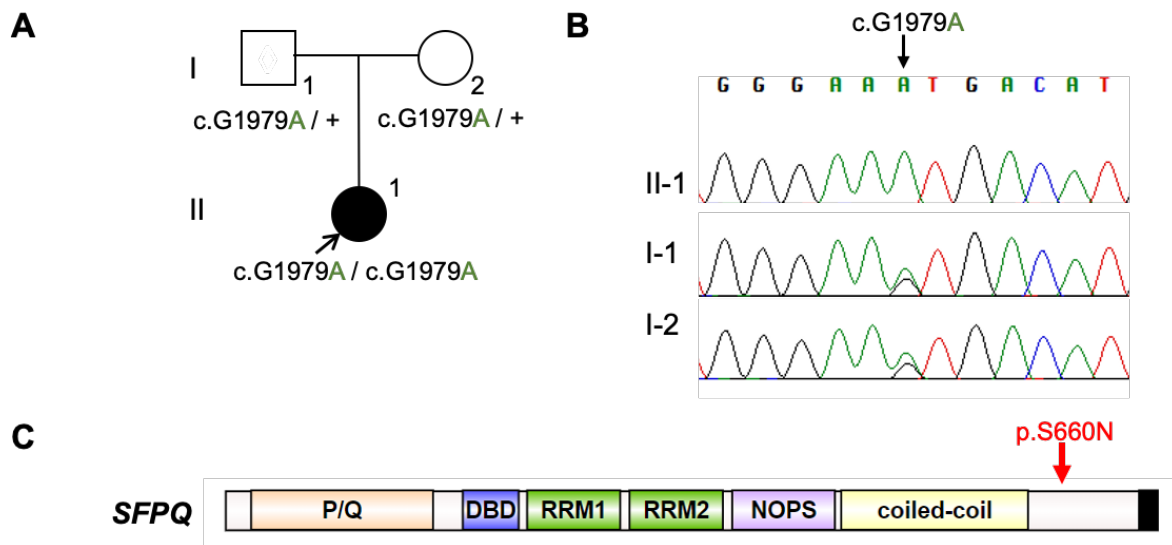 A
I
1
2
c.G1979A / +
c.G1979A / +
II
1
c.G1979A / c.G1979A
B
c.G1979A
G G G A A A T G A C A T
II-1
I-1
I-2
C
p.S660N
SFPQ
P/Q
DBD
RRM1
RRM2
NOPS
coiled-coil